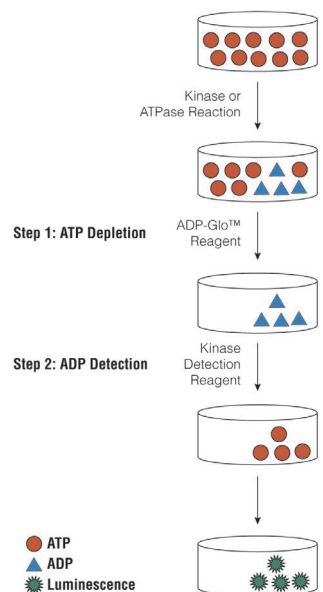 Kinase or
ATPase Reaction
Step 1: ATP Depletion
ADP-Glo™
Reagent
Step 2: ADP Detection
Kinase
Detection
Reagent
ATP
ADP
Luminescence